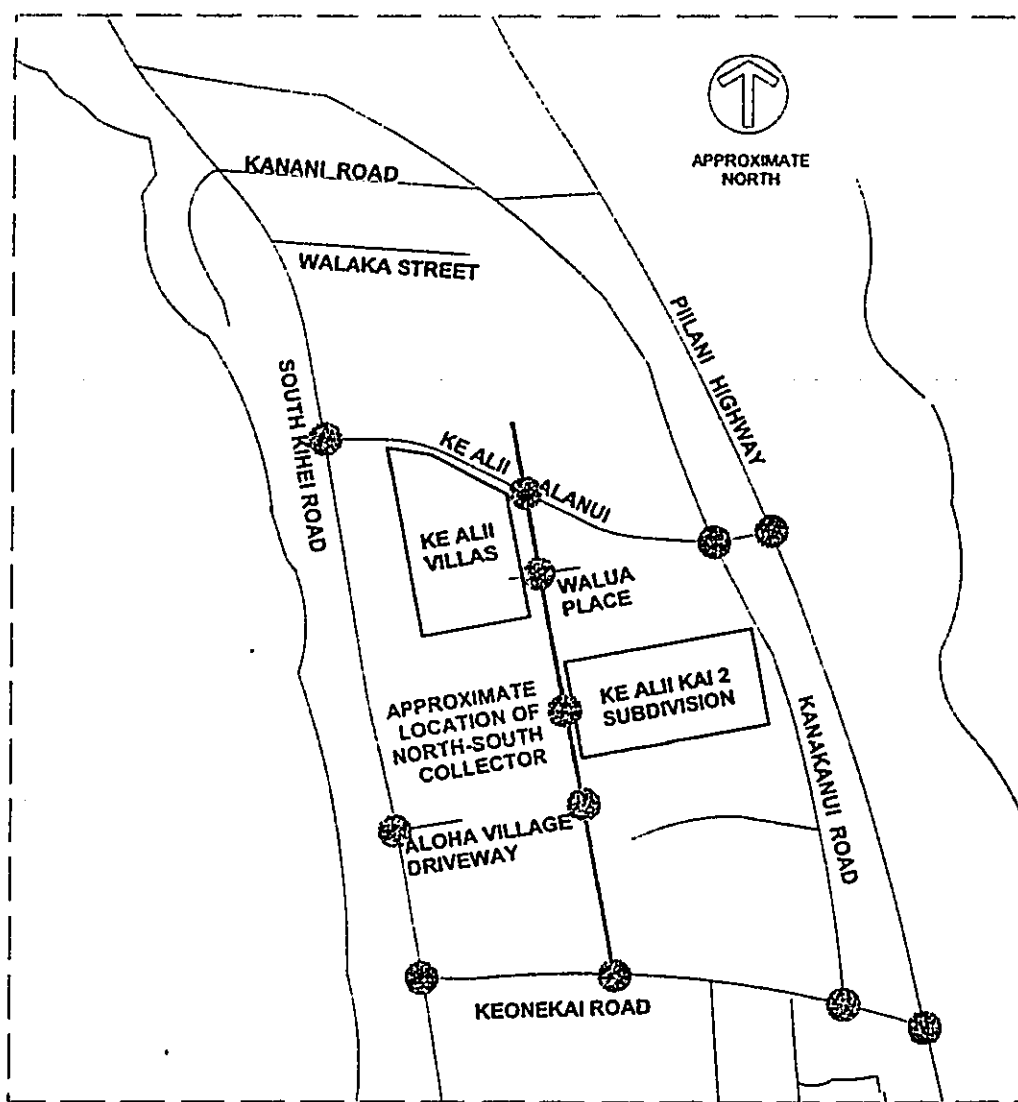 APPROXIMATE
NORTH
KANANI ROAD
WALAKA STREET
PIILANI HIGHWAY
SOUTH KIHEI ROAD
KE ALII ALANUI
KE ALII
VILLAS
WALUA
PLACE
APPROXIMATE
LOCATION OF
NORTH-SOUTH
COLLECTOR
KE ALII KAI 2
SUBDIVISION
KANAKANUI ROAD
ALOHA VILLAGE
DRIVEWAY
KEONEKAI ROAD